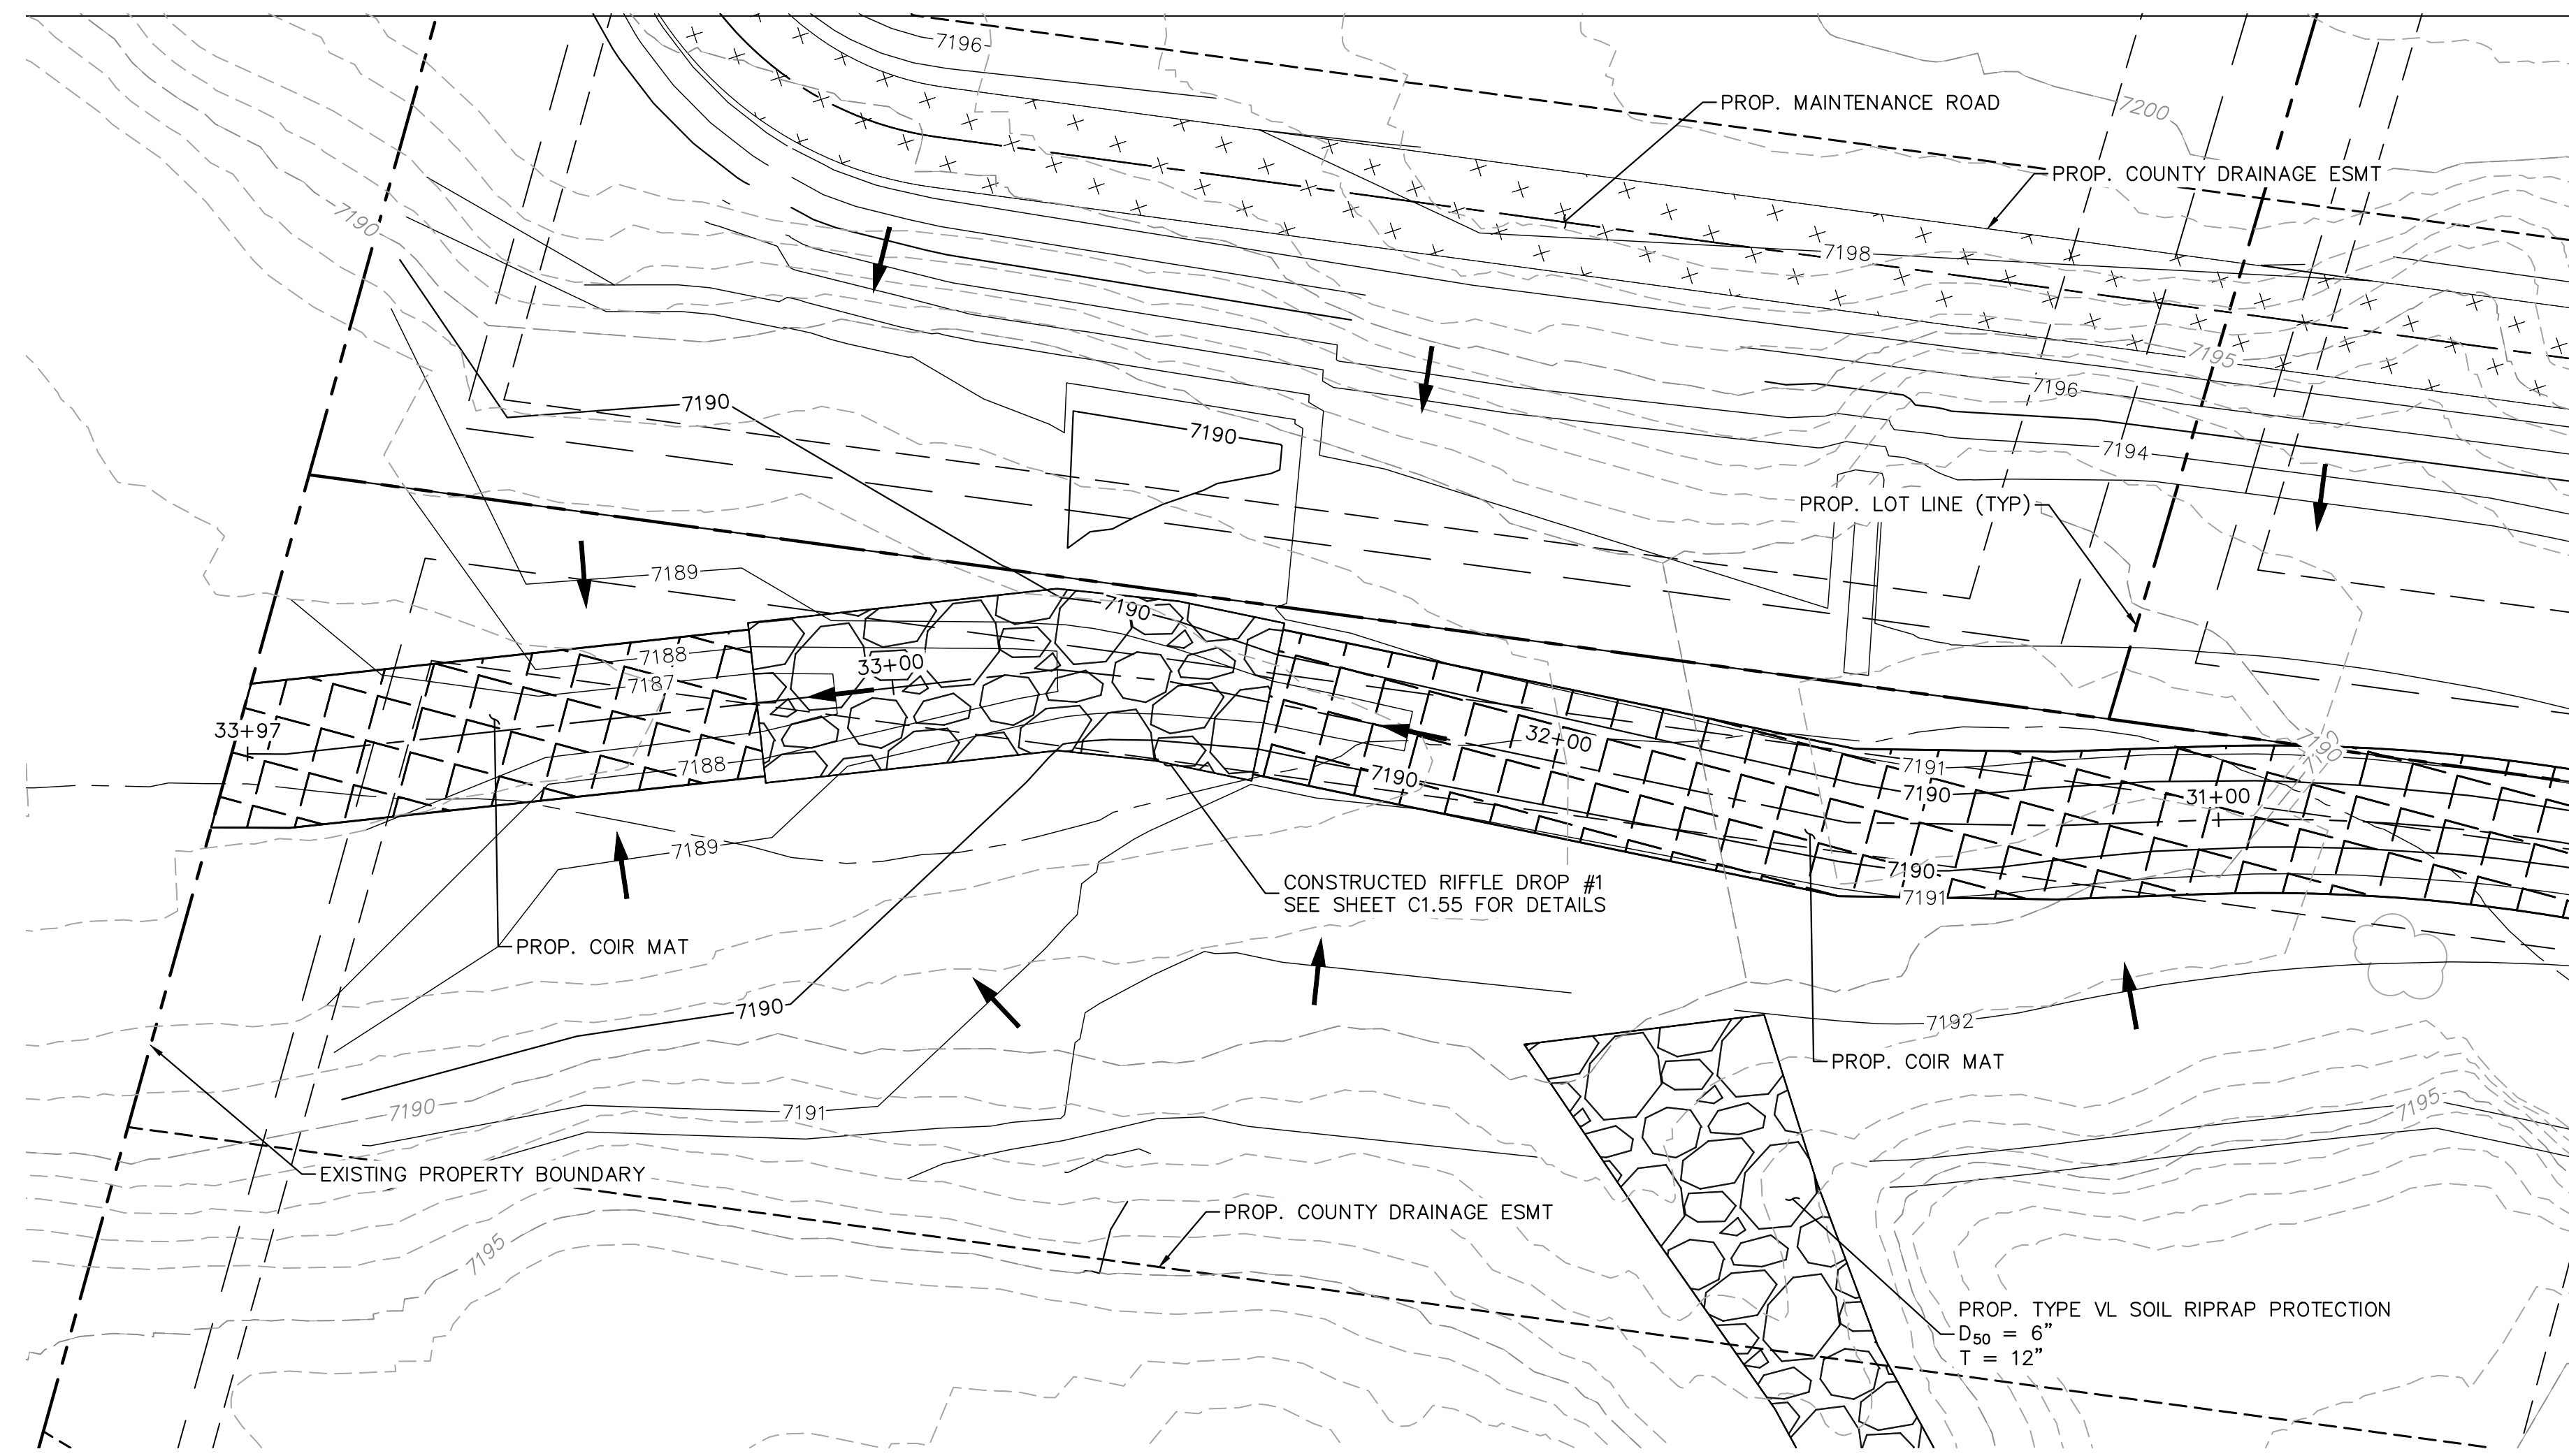 7196
PROP. MAINTENANCE ROAD
7200
PROP. COUNTY DRAINAGE ESMT
7190
7198
7195
7196
7190
7190
7194
PROP. LOT LINE (TYP)
7189
7190
7188
33+00
7187
33+97
32+00
7190
7188
7190
7191
7190
31+00
7189
7190
7191
CONSTRUCTED RIFFLE DROP #1
SEE SHEET C1.55 FOR DETAILS
PROP. COIR MAT
7190
7192
PROP. COIR MAT
7190
7191
7195
EXISTING PROPERTY BOUNDARY
PROP. COUNTY DRAINAGE ESMT
7195
PROP. TYPE VL SOIL RIPRAP PROTECTION
D₅₀ = 6"
T = 12"